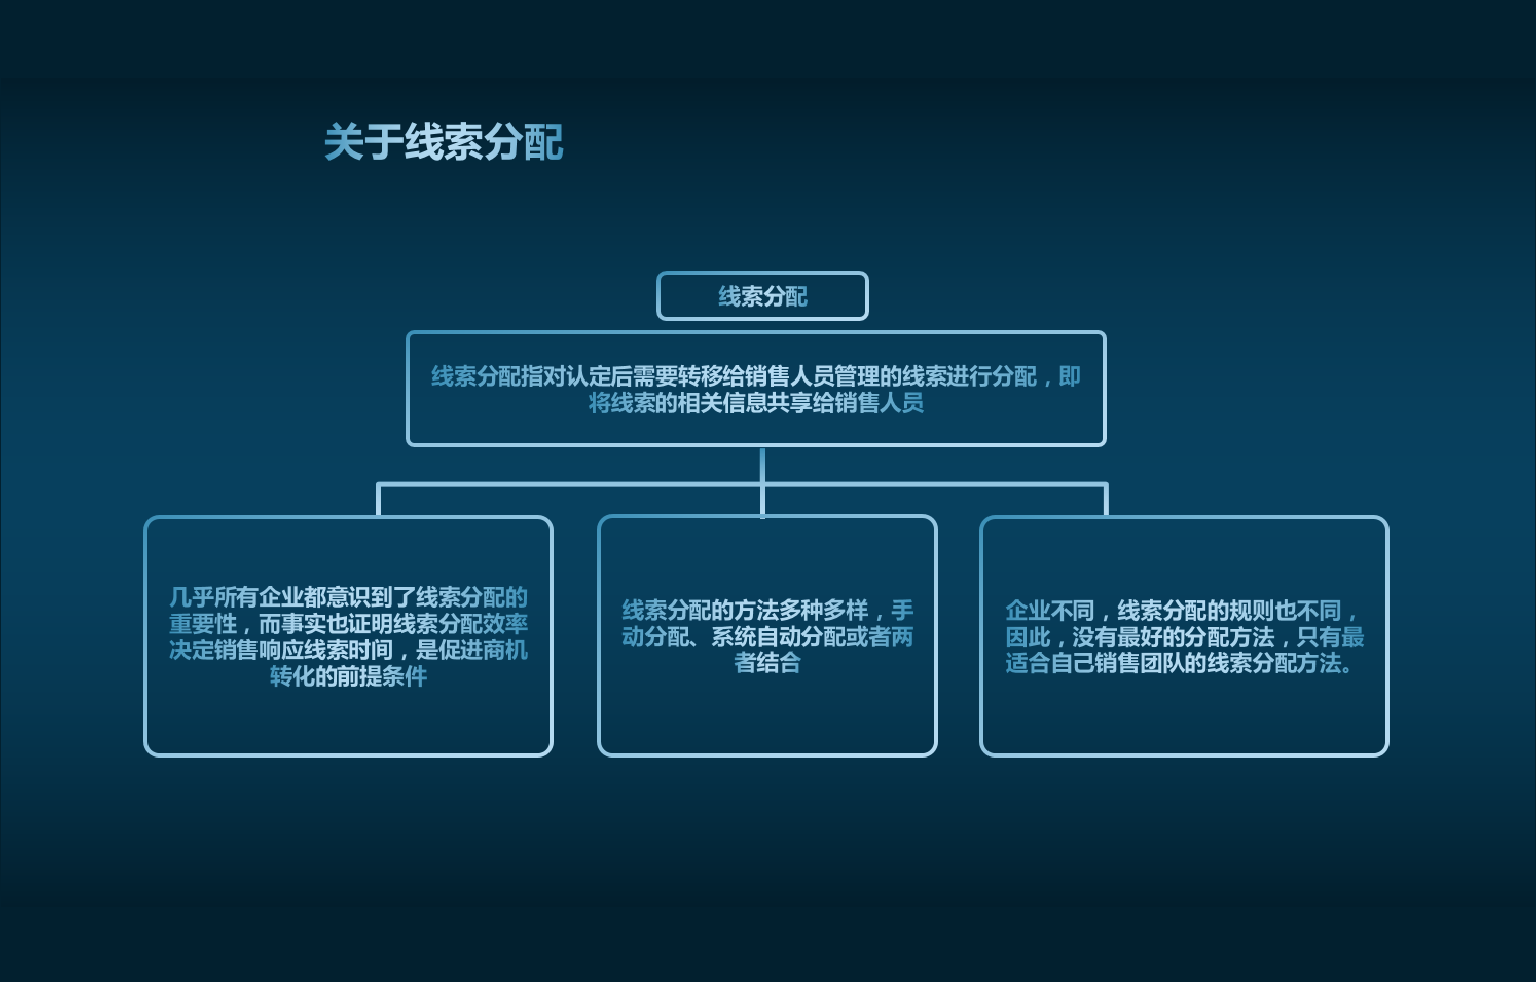 关于线索分配
线索分配
线索分配指对认定后需要转移给销售人员管理的线索进行分配，即
将线索的相关信息共享给销售人员
几乎所有企业都意识到了线索分配的
重要性，而事实也证明线索分配效率
决定销售响应线索时间，是促进商机
转化的前提条件
线索分配的方法多种多样，手
动分配、系统自动分配或者两
者结合
企业不同，线索分配的规则也不同，
因此，没有最好的分配方法，只有最
适合自己销售团队的线索分配方法。